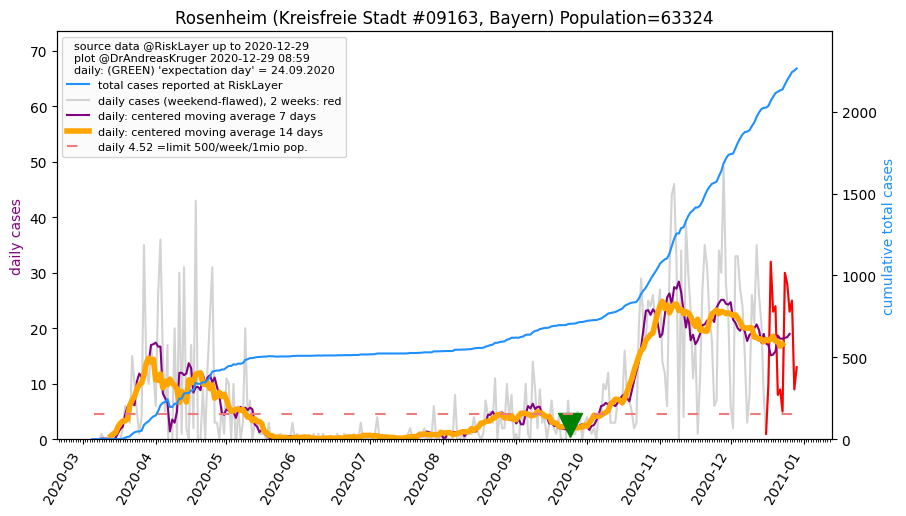 Rosenheim (Kreisfreie Stadt #09163, Bayern) Population=63324
source data @RiskLayer up to 2020-12-29
plot @DrAndreasKruger 2020-12-29 08:59
daily: (GREEN) 'expectation day' = 24.09.2020
total cases reported at RiskLayer
daily cases (weekend-flawed), 2 weeks: red
daily: centered moving average 7 days
daily: centered moving average 14 days
daily 4.52 =limit 500/week/1mio pop.
daily cases
70
60
50
40
30
20
10
0
cumulative total cases
2000
1500
1000
500
0
2020-03
2020-04
2020-05
2020-06
2020-07
2020-08
2020-09
2020-10
2020-11
2020-12
2021-01